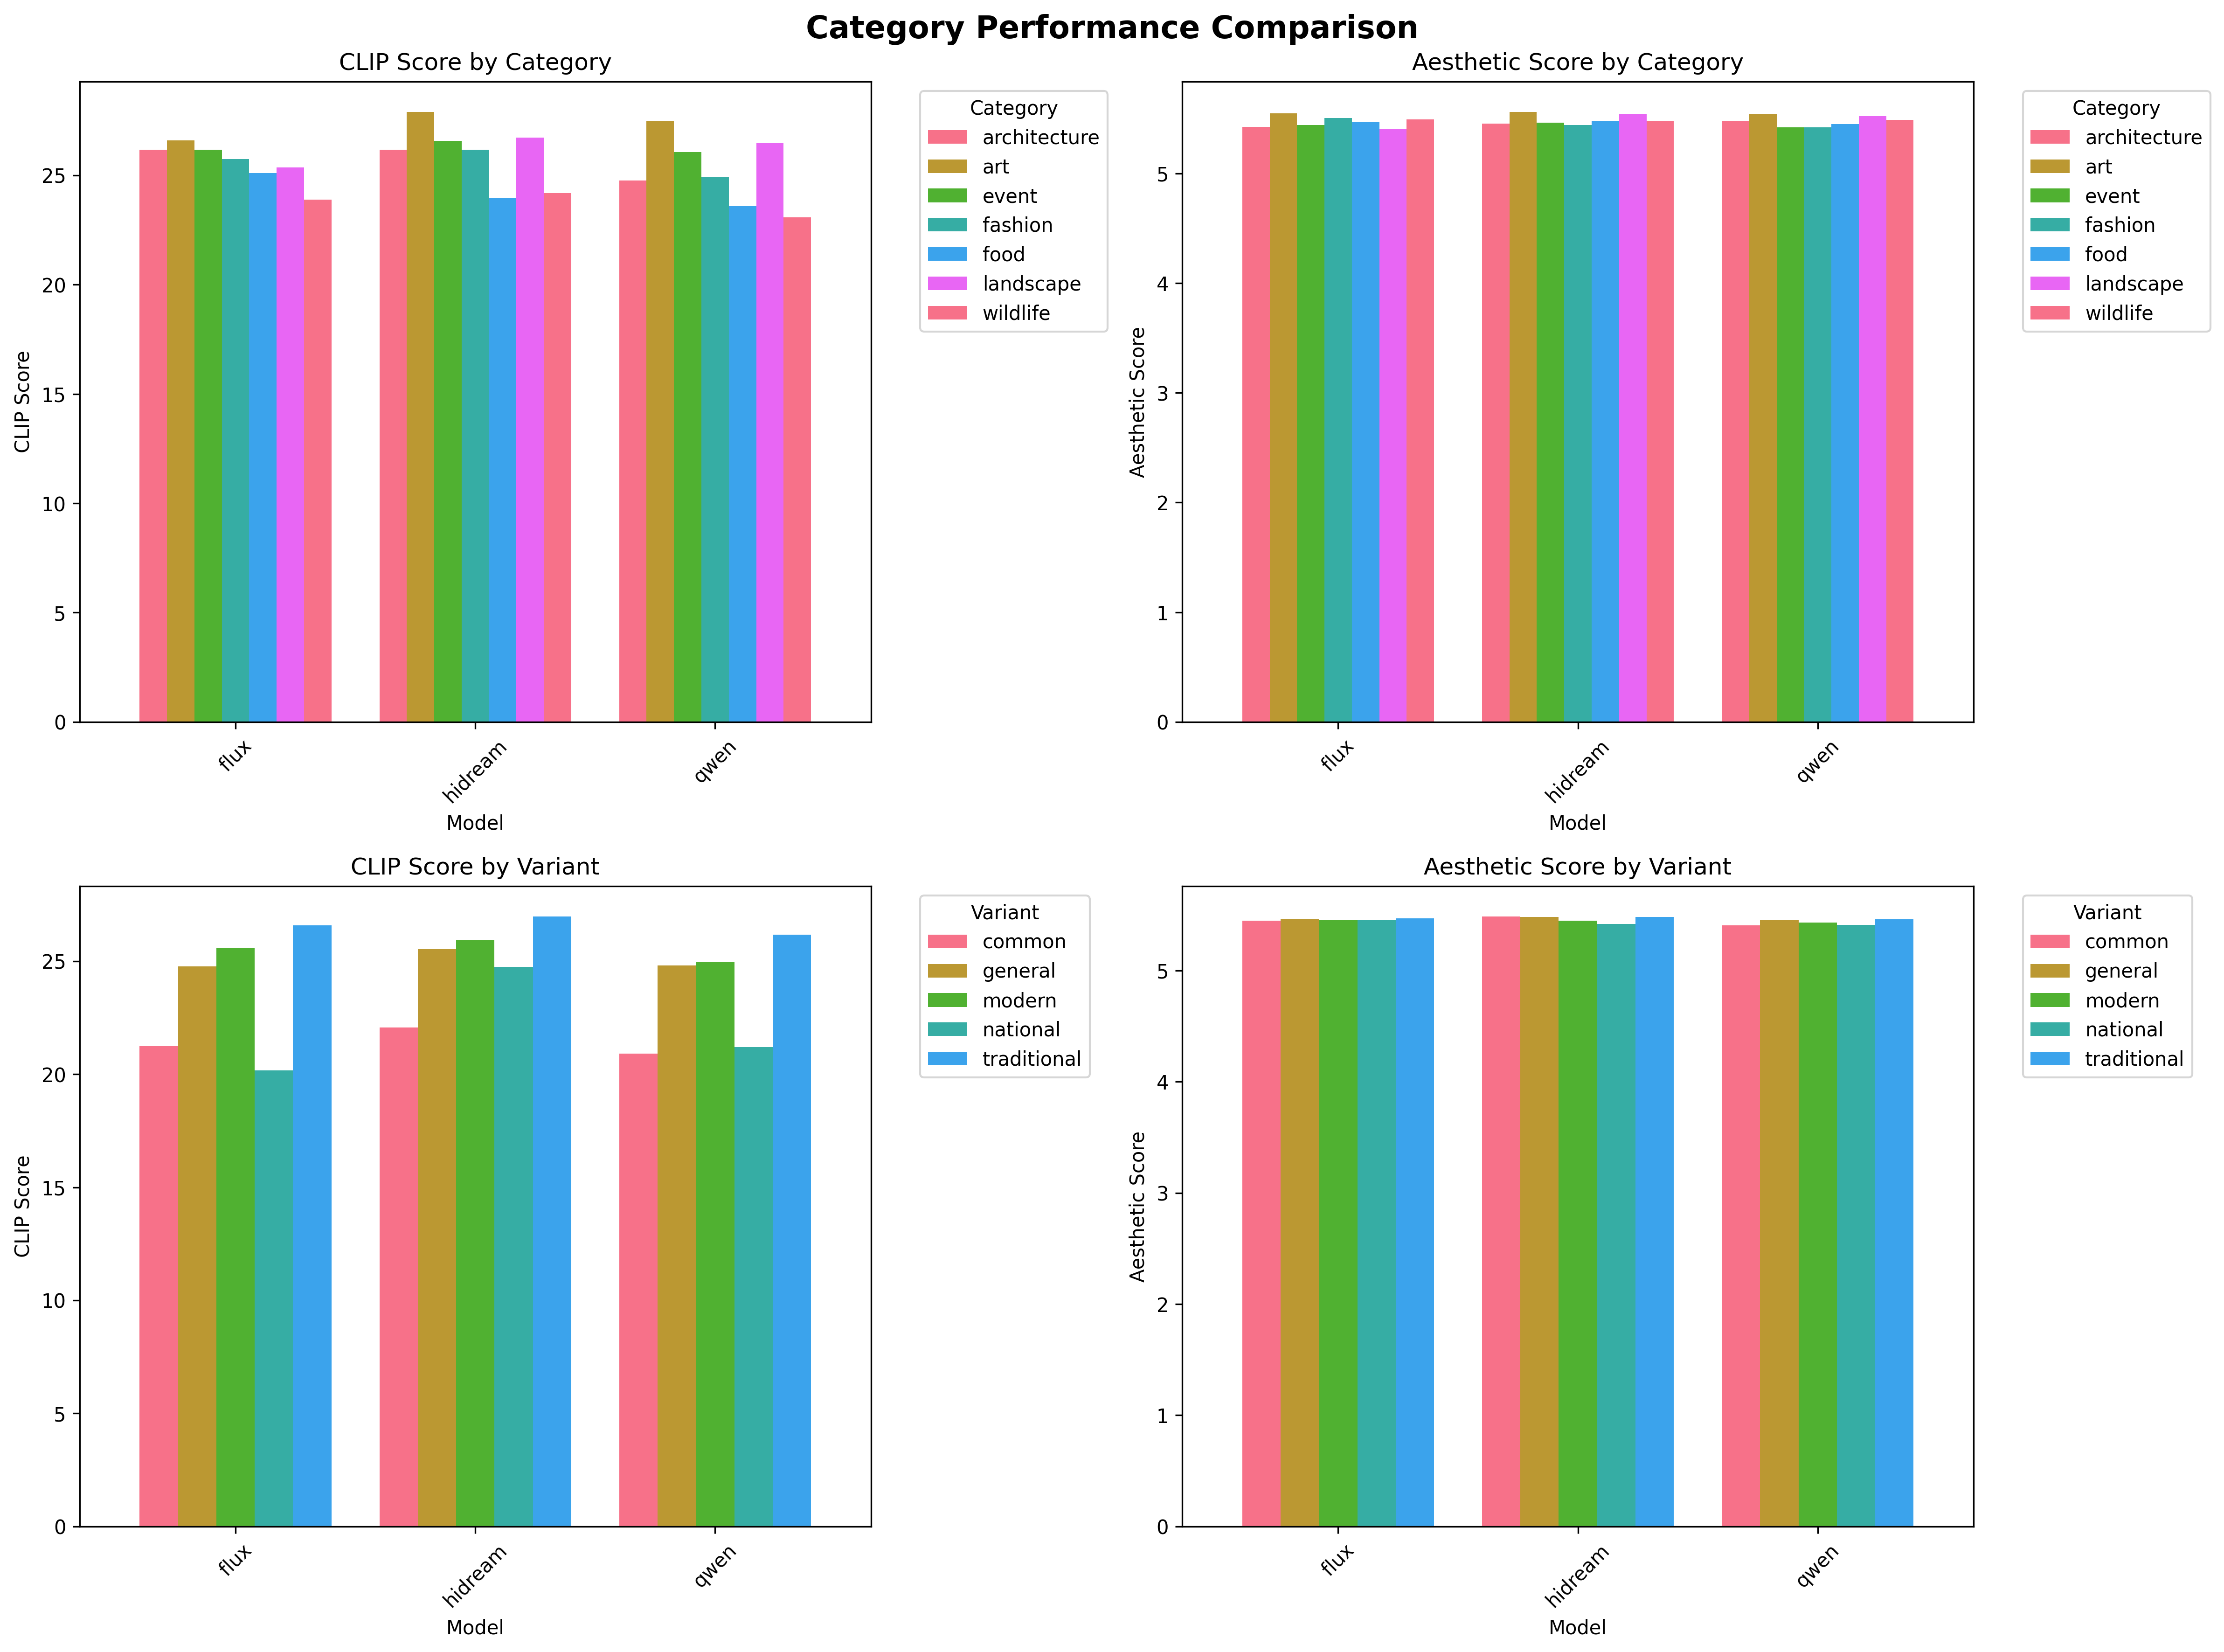 Category Performance Comparison
CLIP Score by Category
CLIP Score
25
20
15
10
5
0
flux
hidream
qwen
Model
Category
architecture
art
event
fashion
food
landscape
wildlife
Aesthetic Score by Category
Aesthetic Score
5
4
3
2
1
0
flux
hidream
qwen
Model
Category
architecture
art
event
fashion
food
landscape
wildlife
CLIP Score by Variant
CLIP Score
25
20
15
10
5
0
flux
hidream
qwen
Model
Variant
common
general
modern
national
traditional
Aesthetic Score by Variant
Aesthetic Score
5
4
3
2
1
0
flux
hidream
qwen
Model
Variant
common
general
modern
national
traditional